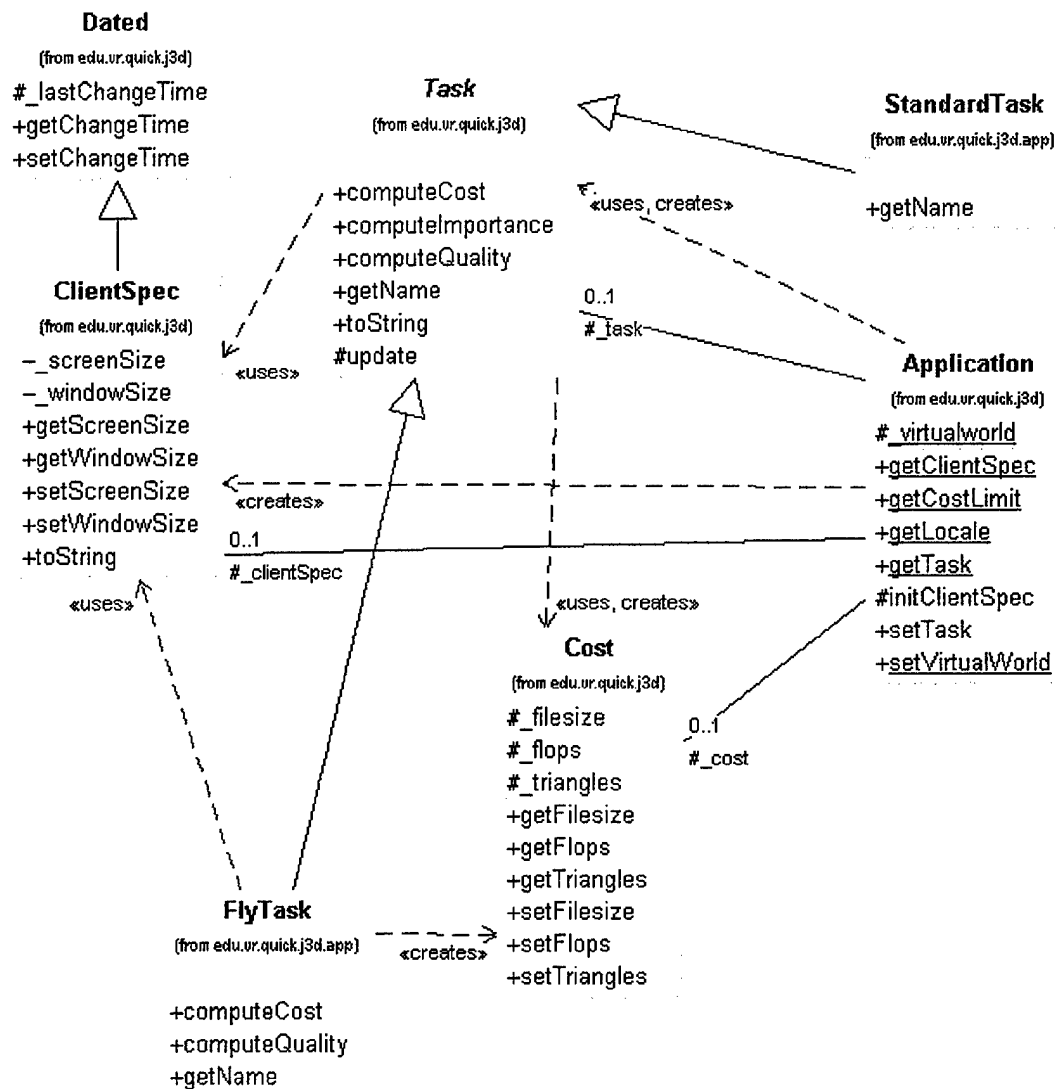 Dated
(from edu.vr.quick.j3d)
#_lastChangeTime
+getChangeTime
+setChangeTime
Task
(from edu.vr.quick.j3d)
+computeCost
+computeImportance
+computeQuality
+getName
+toString
#update
StandardTask
(from edu.vr.quick.j3d.app)
+getName
«uses, creates»
0..1
#_task
ClientSpec
(from edu.vr.quick.j3d)
–_screenSize
–_windowSize
+getScreenSize
+getWindowSize
+setScreenSize
+setWindowSize
+toString
«uses»
Application
(from edu.vr.quick.j3d)
#_virtualworld
+getClientSpec
+getCostLimit
+getLocale
+getTask
#initClientSpec
+setTask
+setVirtualWorld
«creates»
0..1
#_clientSpec
«uses»
«uses, creates»
Cost
(from edu.vr.quick.j3d)
#_filesize
#_flops
#_triangles
+getFilesize
+getFlops
+getTriangles
+setFilesize
+setFlops
+setTriangles
0..1
#_cost
FlyTask
(from edu.vr.quick.j3d.app)
«creates»
+computeCost
+computeQuality
+getName